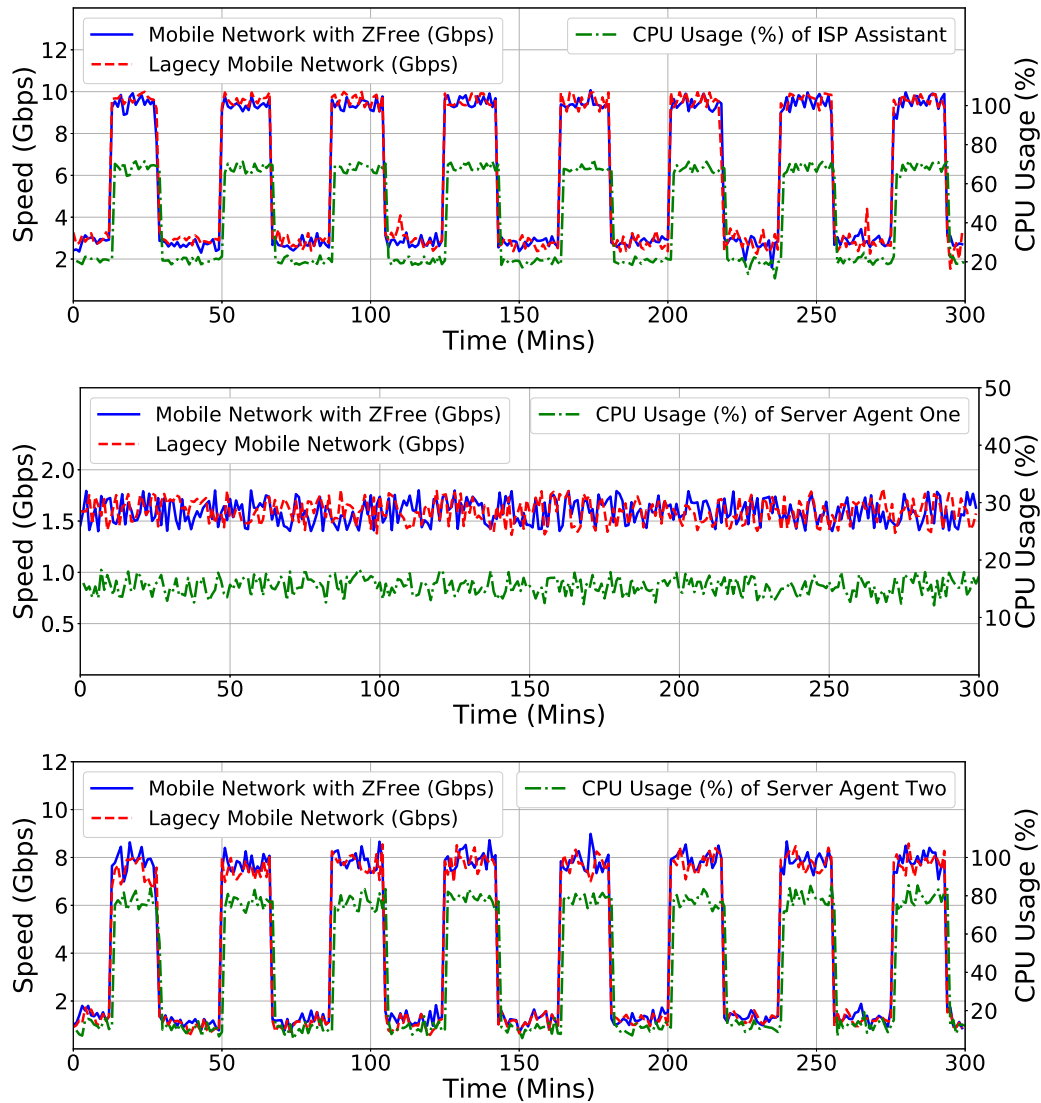 Mobile Network with ZFree (Gbps)
Lagecy Mobile Network (Gbps)
CPU Usage (%) of ISP Assistant
Speed (Gbps)
12
10
8
6
4
2
100
80
60
40
20
CPU Usage (%)
0 50 100 150 200 250 300
Time (Mins)
Mobile Network with ZFree (Gbps)
Lagecy Mobile Network (Gbps)
CPU Usage (%) of Server Agent One
Speed (Gbps)
2.0
1.5
1.0
0.5
50
40
30
20
10
CPU Usage (%)
0 50 100 150 200 250 300
Time (Mins)
Mobile Network with ZFree (Gbps)
Lagecy Mobile Network (Gbps)
CPU Usage (%) of Server Agent Two
Speed (Gbps)
12
10
8
6
4
2
100
80
60
40
20
CPU Usage (%)
0 50 100 150 200 250 300
Time (Mins)